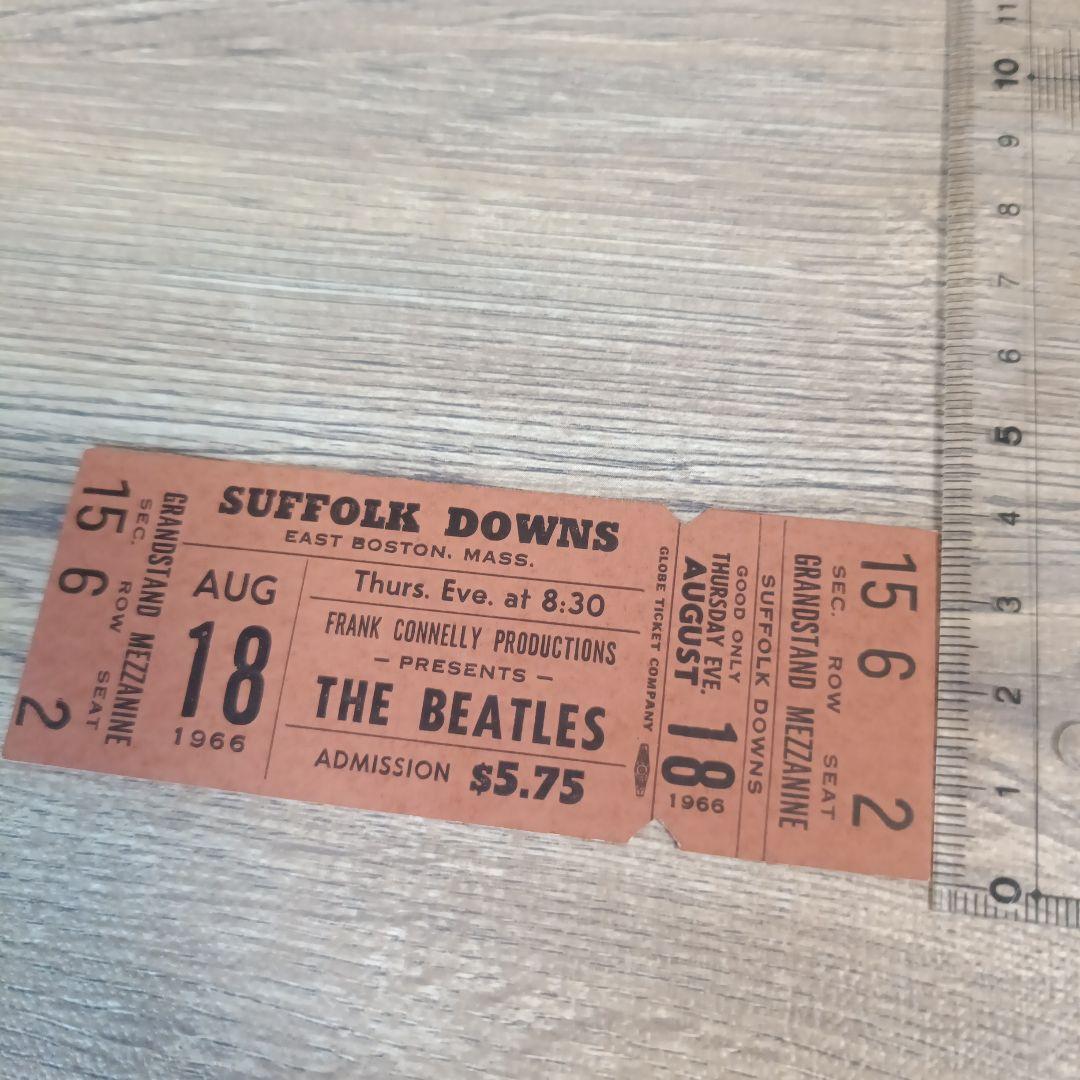 15 6 2
SEC. ROW SEAT
GRANDSTAND MEZZANINE
SUFFOLK DOWNS
EAST BOSTON, MASS.
AUG
18
1966
Thurs. Eve. at 8:30
FRANK CONNELLY PRODUCTIONS
— PRESENTS —
THE BEATLES
ADMISSION $5.75
GLOBE TICKET COMPANY
AUGUST 18 1966
THURSDAY EVE.
GOOD ONLY
SUFFOLK DOWNS
GRANDSTAND MEZZANINE
SEC. ROW SEAT
15 6 2
11
10
9
8
7
6
5
4
3
2
1
0